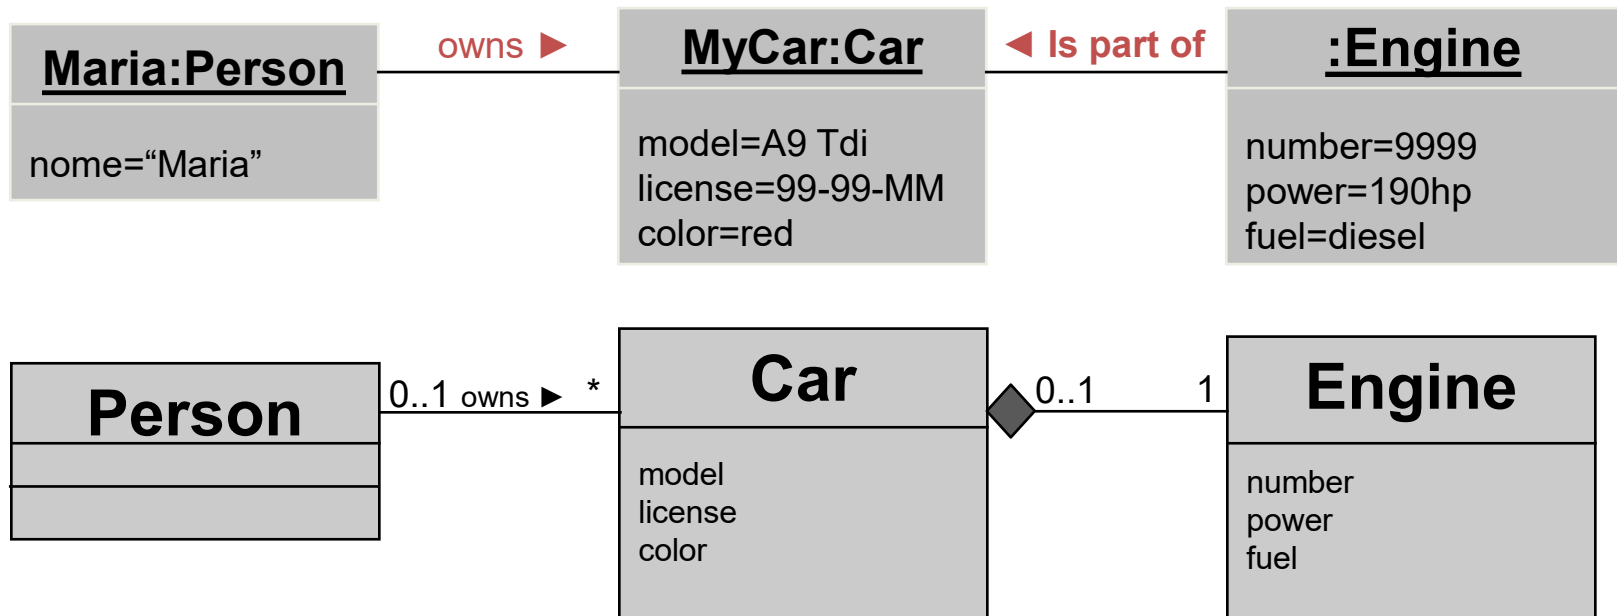 Maria:Person
nome=“Maria”
owns ►
MyCar:Car
model=A9 Tdi
license=99-99-MM
color=red
◄ Is part of
:Engine
number=9999
power=190hp
fuel=diesel
Person
0..1 owns ► *
Car
model
license
color
0..1 1
Engine
number
power
fuel